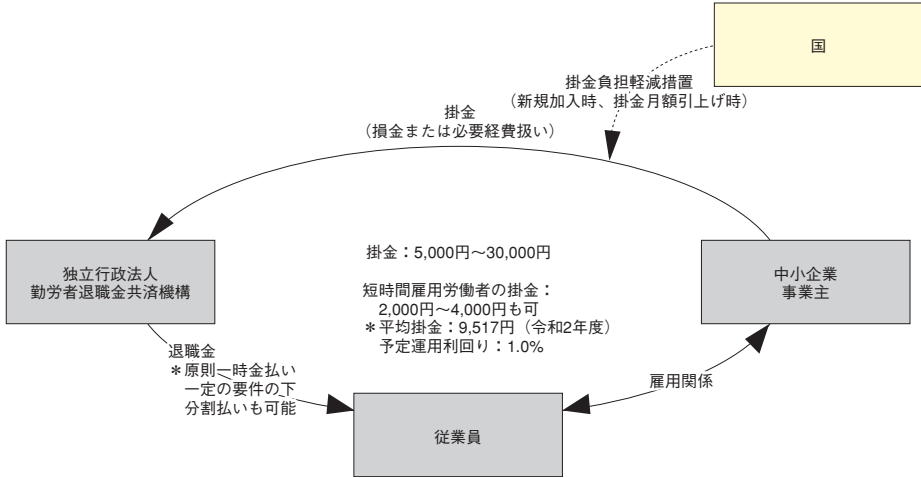 国
掛金負担軽減措置
（新規加入時、掛金月額引上げ時）
掛金
（損金または必要経費扱い）
独立行政法人
勤労者退職金共済機構
掛金：5,000円～30,000円
短時間雇用労働者の掛金：
2,000円～4,000円も可
＊平均掛金：9,517円（令和2年度）
予定運用利回り：1.0%
中小企業
事業主
退職金
＊原則一時金払い
一定の要件の下
分割払いも可能
雇用関係
従業員